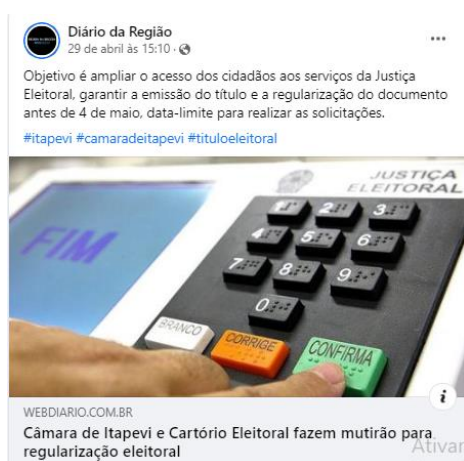 Diário da Região
29 de abril às 15:10 ·
Objetivo é ampliar o acesso dos cidadãos aos serviços da Justiça
Eleitoral, garantir a emissão do título e a regularização do documento
antes de 4 de maio, data-limite para realizar as solicitações.
#itapevi #camaradeitapevi #tituloeleitoral
JUSTIÇA
ELEITORAL
FIM
1 2 3
4 5 6
7 8 9
0
BRANCO
CORRIGE
CONFIRMA
WEBDIARIO.COM.BR
Câmara de Itapevi e Cartório Eleitoral fazem mutirão para
regularização eleitoral
Ativar